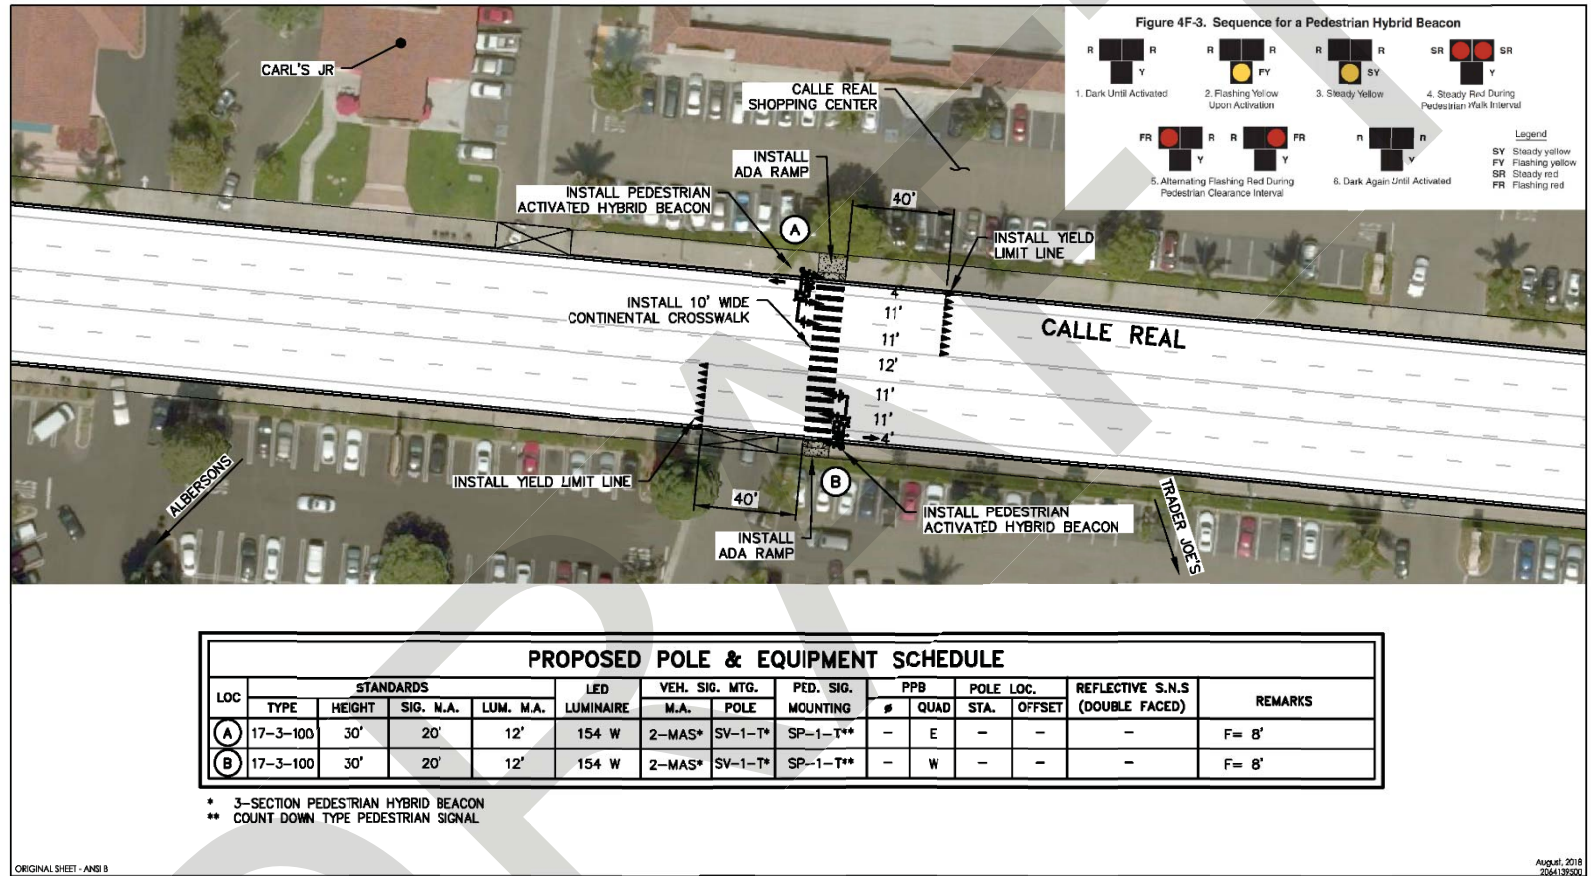 Figure 4F-3. Sequence for a Pedestrian Hybrid Beacon
R R
Y
1. Dark Until Activated
R R
FY
2. Flashing Yellow
Upon Activation
R R
SY
3. Steady Yellow
SR SR
Y
4. Steady Red During
Pedestrian Walk Interval
FR R
Y
R FR
Y
5. Alternating Flashing Red During
Pedestrian Clearance Interval
R R
Y
6. Dark Again Until Activated
Legend
SY Steady yellow
FY Flashing yellow
SR Steady red
FR Flashing red
CARL'S JR
CALLE REAL
SHOPPING CENTER
INSTALL
ADA RAMP
INSTALL PEDESTRIAN
ACTIVATED HYBRID BEACON
A
40'
INSTALL YIELD
LIMIT LINE
INSTALL 10' WIDE
CONTINENTAL CROSSWALK
4'
11'
11'
12'
11'
11'
4'
CALLE REAL
ALBERSONS
INSTALL YIELD LIMIT LINE
40'
B
INSTALL
ADA RAMP
INSTALL PEDESTRIAN
ACTIVATED HYBRID BEACON
TRADER JOE'S
DRAFT
PROPOSED POLE & EQUIPMENT SCHEDULE
LOC STANDARDS LED LUMINAIRE VEH. SIG. MTG. PED. SIG. MOUNTING PPB POLE LOC. REFLECTIVE S.N.S (DOUBLE FACED) REMARKS
TYPE HEIGHT SIG. M.A. LUM. M.A. M.A. POLE ø QUAD STA. OFFSET
A 17-3-100 30' 20' 12' 154 W 2-MAS* SV-1-T* SP-1-T** - E - - - F= 8'
B 17-3-100 30' 20' 12' 154 W 2-MAS* SV-1-T* SP-1-T** - W - - - F= 8'
* 3-SECTION PEDESTRIAN HYBRID BEACON
** COUNT DOWN TYPE PEDESTRIAN SIGNAL
ORIGINAL SHEET - ANSI B
August, 2018
2064139500